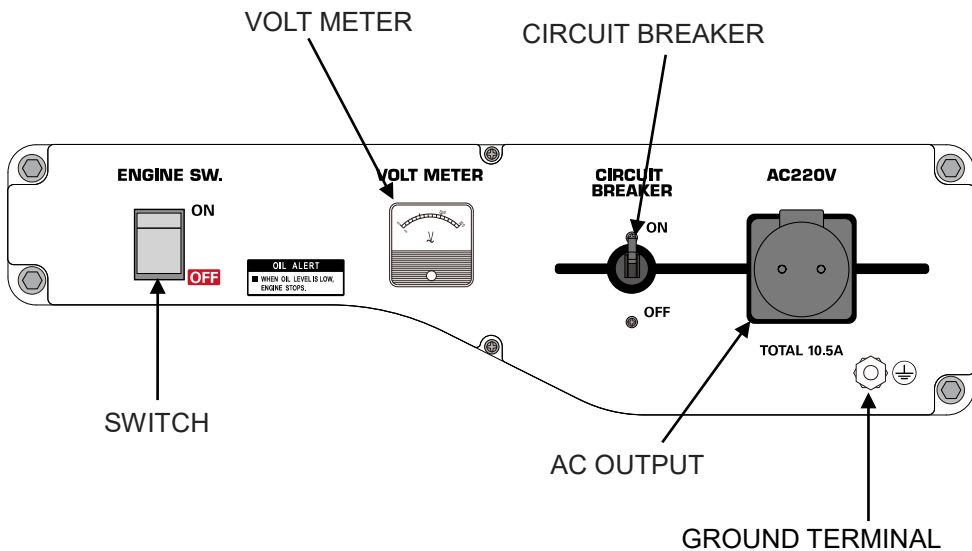 VOLT METER
CIRCUIT BREAKER
ENGINE SW.
ON
OFF
OIL ALERT
WHEN OIL LEVEL IS LOW,
ENGINE STOPS.
VOLT METER
V
CIRCUIT
BREAKER
ON
OFF
AC220V
TOTAL 10.5A
SWITCH
AC OUTPUT
GROUND TERMINAL